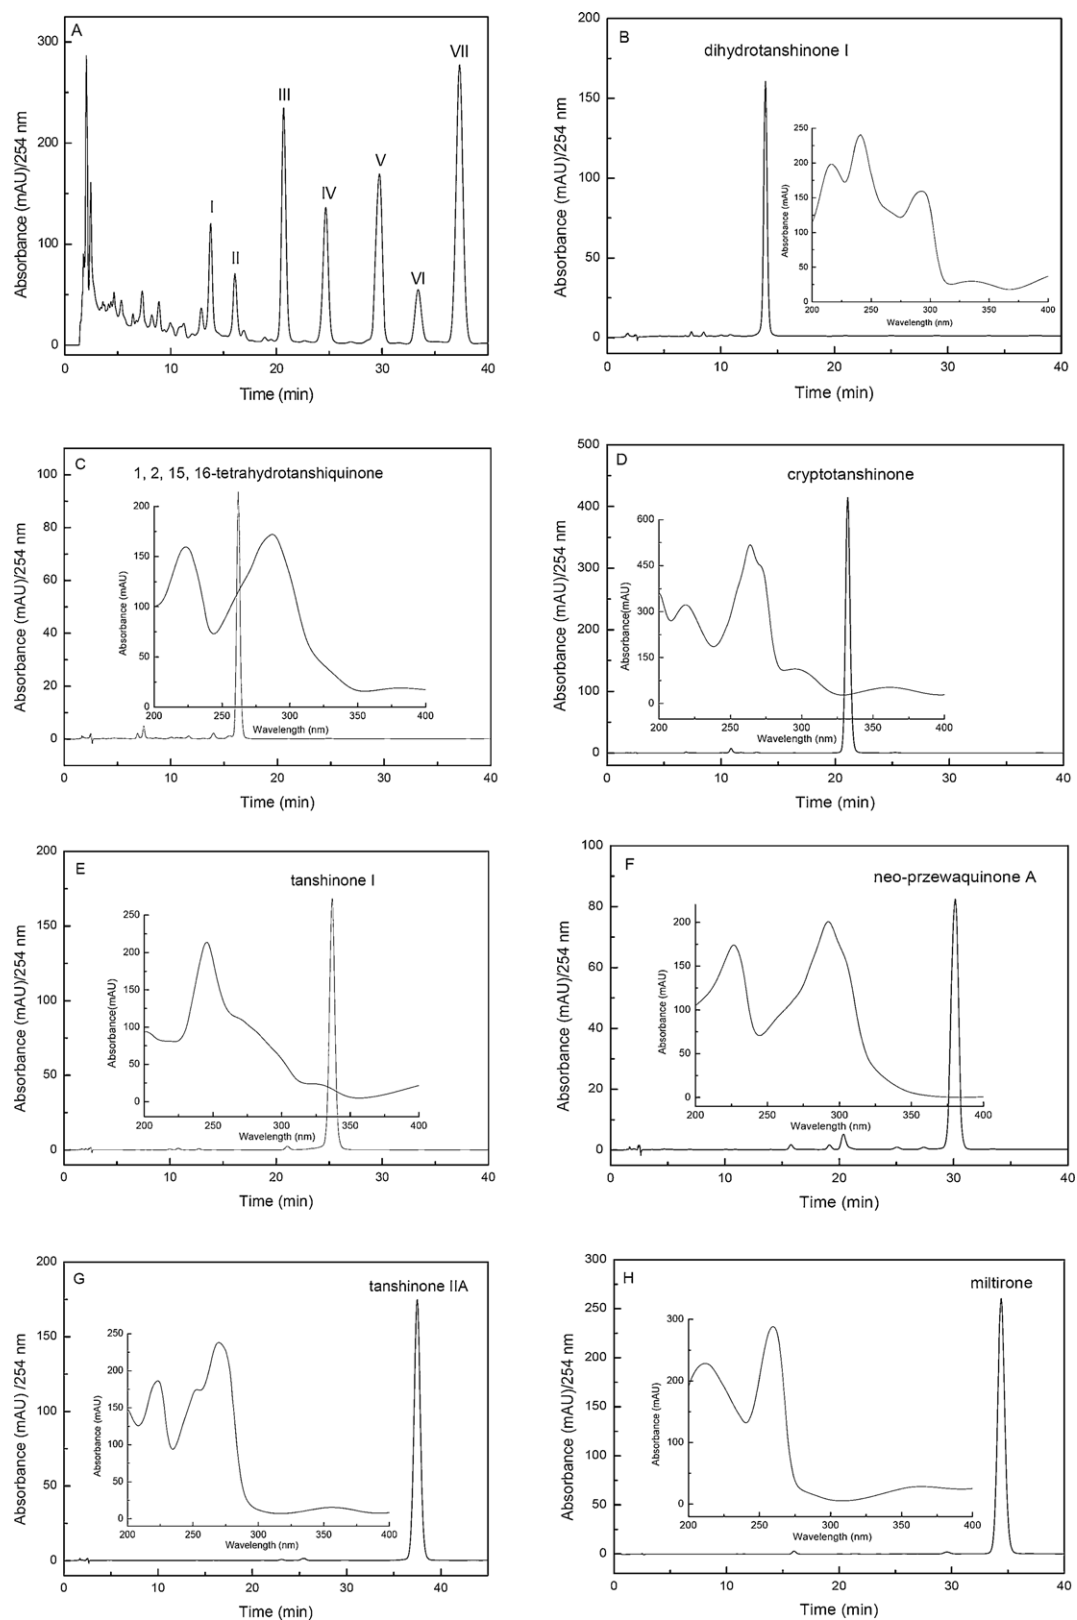 A
I
II
III
IV
V
VI
VII
300
200
100
0
0 10 20 30 40
Absorbance (mAU)/254 nm
Time (min)
B
dihydrotanshinone I
200
150
100
50
0
0 10 20 30 40
Absorbance (mAU)/254 nm
Time (min)
250
200
150
100
50
0
200 250 300 350 400
Absorbance (mAU)
Wavelength (nm)
C
1, 2, 15, 16-tetrahydrotanshiquinone
100
80
60
40
20
0
0 10 20 30 40
Absorbance (mAU)/254 nm
Time (min)
200
150
100
50
0
200 250 300 350 400
Absorbance (mAU)
Wavelength (nm)
D
cryptotanshinone
500
400
300
200
100
0
0 10 20 30 40
Absorbance (mAU)/254 nm
Time (min)
600
450
300
150
0
200 250 300 350 400
Absorbance(mAU)
Wavelength (nm)
E
tanshinone I
200
150
100
50
0
0 10 20 30 40
Absorbance (mAU)/254 nm
Time (min)
250
200
150
100
50
0
200 250 300 350 400
Absorbance(mAU)
Wavelength (nm)
F
neo-przewaquinone A
100
80
60
40
20
0
0 10 20 30 40
Absorbance (mAU)/254 nm
Time (min)
200
150
100
50
0
200 250 300 350 400
Absorbance (mAU)
Wavelength (nm)
G
tanshinone IIA
200
150
100
50
0
0 10 20 30 40
Absorbance (mAU) /254 nm
Time (min)
250
200
150
100
50
0
200 250 300 350 400
Absorbance (mAU)
Wavelength (nm)
H
miltirone
300
250
200
150
100
50
0
0 10 20 30 40
Absorbance (mAU)/254 nm
Time (min)
300
200
100
0
200 250 300 350 400
Absorbance (mAU)
Wavelength (nm)